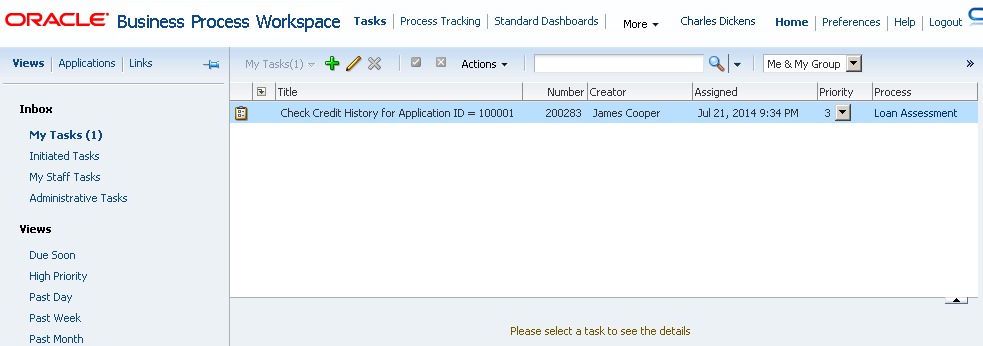 ORACLE® Business Process Workspace Tasks Process Tracking Standard Dashboards More Charles Dickens Home Preferences Help Logout
Views Applications Links My Tasks(1) Actions Me & My Group »
Title Number Creator Assigned Priority Process
Check Credit History for Application ID = 100001 200283 James Cooper Jul 21, 2014 9:34 PM 3 Loan Assessment
Inbox
My Tasks (1)
Initiated Tasks
My Staff Tasks
Administrative Tasks
Views
Due Soon
High Priority
Past Day
Past Week
Past Month
Please select a task to see the details